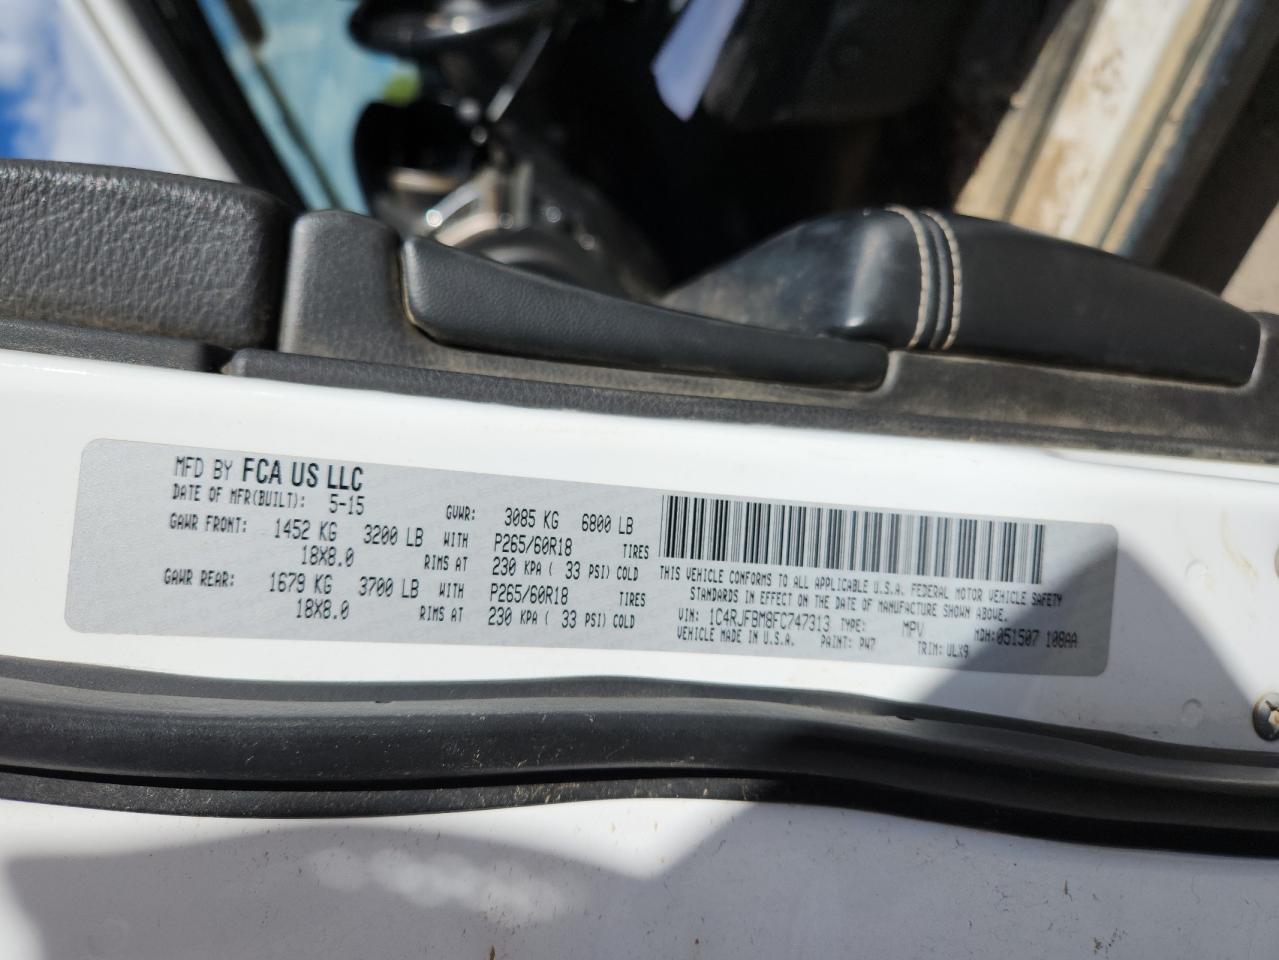 MFD BY FCA US LLC
DATE OF MFR(BUILT): 5-15 GVWR: 3085 KG 6800 LB
GAWR FRONT: 1452 KG 3200 LB WITH P265/60R18 TIRES
18X8.0 RIMS AT 230 KPA ( 33 PSI) COLD
GAWR REAR: 1679 KG 3700 LB WITH P265/60R18 TIRES
18X8.0 RIMS AT 230 KPA ( 33 PSI) COLD
THIS VEHICLE CONFORMS TO ALL APPLICABLE U.S.A. FEDERAL MOTOR VEHICLE SAFETY
STANDARDS IN EFFECT ON THE DATE OF MANUFACTURE SHOWN ABOVE.
VIN: 1C4RJFBM8FC747313 TYPE: MPV MDH:051507 108AA
VEHICLE MADE IN U.S.A. PAINT: PW7 TRIM: ULX9